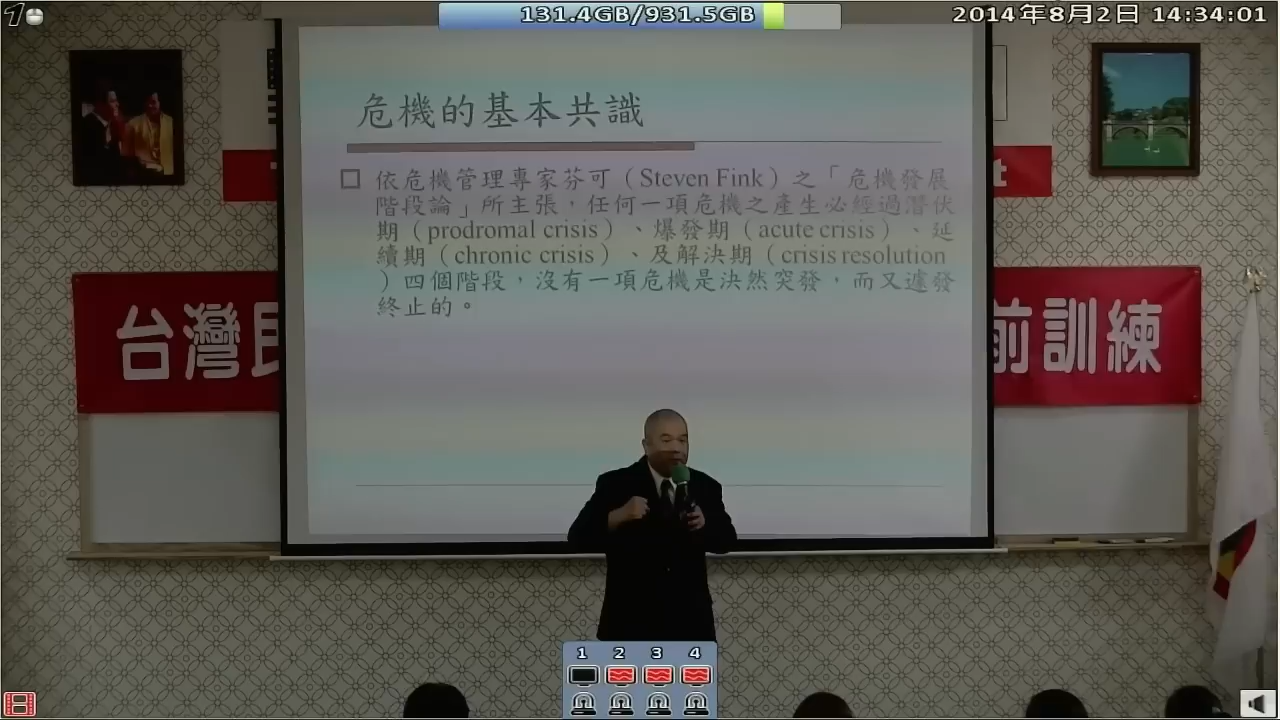 131.4GB/931.5GB
2014年8月2日 14:34:01
危機的基本共識
依危機管理專家芬可（Steven Fink）之「危機發展
階段論」所主張，任何一項危機之產生必經過潛伏
期（prodromal crisis）、爆發期（acute crisis）、延
續期（chronic crisis）、及解決期（crisis resolution
）四個階段，沒有一項危機是決然突發，而又遽發
終止的。
台灣民
前訓練
1 2 3 4